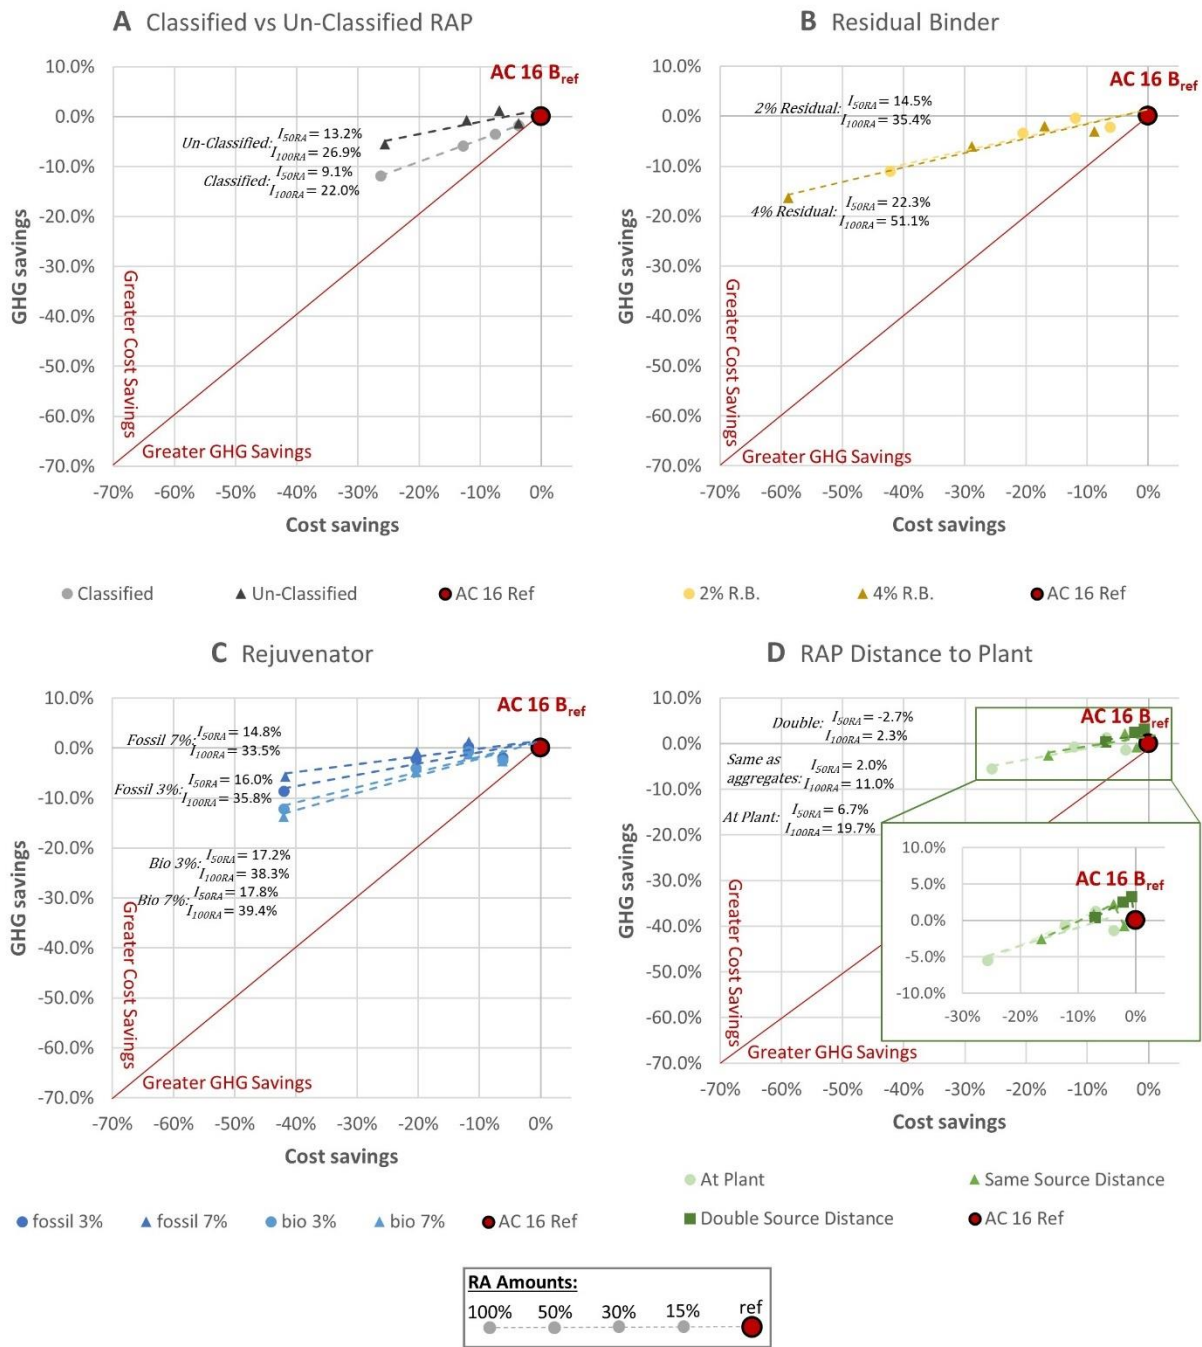 A Classified vs Un-Classified RAP
10.0%
0.0%
-10.0%
-20.0%
-30.0%
-40.0%
-50.0%
-60.0%
-70.0%
GHG savings
AC 16 Bref
Un-Classified: I50RA = 13.2%
I100RA = 26.9%
Classified: I50RA = 9.1%
I100RA = 22.0%
Greater Cost Savings
Greater GHG Savings
-70% -60% -50% -40% -30% -20% -10% 0%
Cost savings
Classified Un-Classified AC 16 Ref
B Residual Binder
10.0%
0.0%
-10.0%
-20.0%
-30.0%
-40.0%
-50.0%
-60.0%
-70.0%
GHG savings
AC 16 Bref
2% Residual: I50RA = 14.5%
I100RA = 35.4%
4% Residual: I50RA = 22.3%
I100RA = 51.1%
Greater Cost Savings
Greater GHG Savings
-70% -60% -50% -40% -30% -20% -10% 0%
Cost savings
2% R.B. 4% R.B. AC 16 Ref
C Rejuvenator
10.0%
0.0%
-10.0%
-20.0%
-30.0%
-40.0%
-50.0%
-60.0%
-70.0%
GHG savings
AC 16 Bref
Fossil 7%: I50RA = 14.8%
I100RA = 33.5%
Fossil 3%: I50RA = 16.0%
I100RA = 35.8%
Bio 3%: I50RA = 17.2%
I100RA = 38.3%
Bio 7%: I50RA = 17.8%
I100RA = 39.4%
Greater Cost Savings
Greater GHG Savings
-70% -60% -50% -40% -30% -20% -10% 0%
Cost savings
fossil 3% fossil 7% bio 3% bio 7% AC 16 Ref
D RAP Distance to Plant
10.0%
0.0%
-10.0%
-20.0%
-30.0%
-40.0%
-50.0%
-60.0%
-70.0%
GHG savings
AC 16 Bref
Double: I50RA = -2.7%
I100RA = 2.3%
Same as
aggregates: I50RA = 2.0%
I100RA = 11.0%
At Plant: I50RA = 6.7%
I100RA = 19.7%
10.0%
5.0%
0.0%
-5.0%
-10.0%
AC 16 Bref
-30% -20% -10% 0%
Greater Cost Savings
Greater GHG Savings
-70% -60% -50% -40% -30% -20% -10% 0%
Cost savings
At Plant Same Source Distance
Double Source Distance AC 16 Ref
RA Amounts:
100% 50% 30% 15% ref